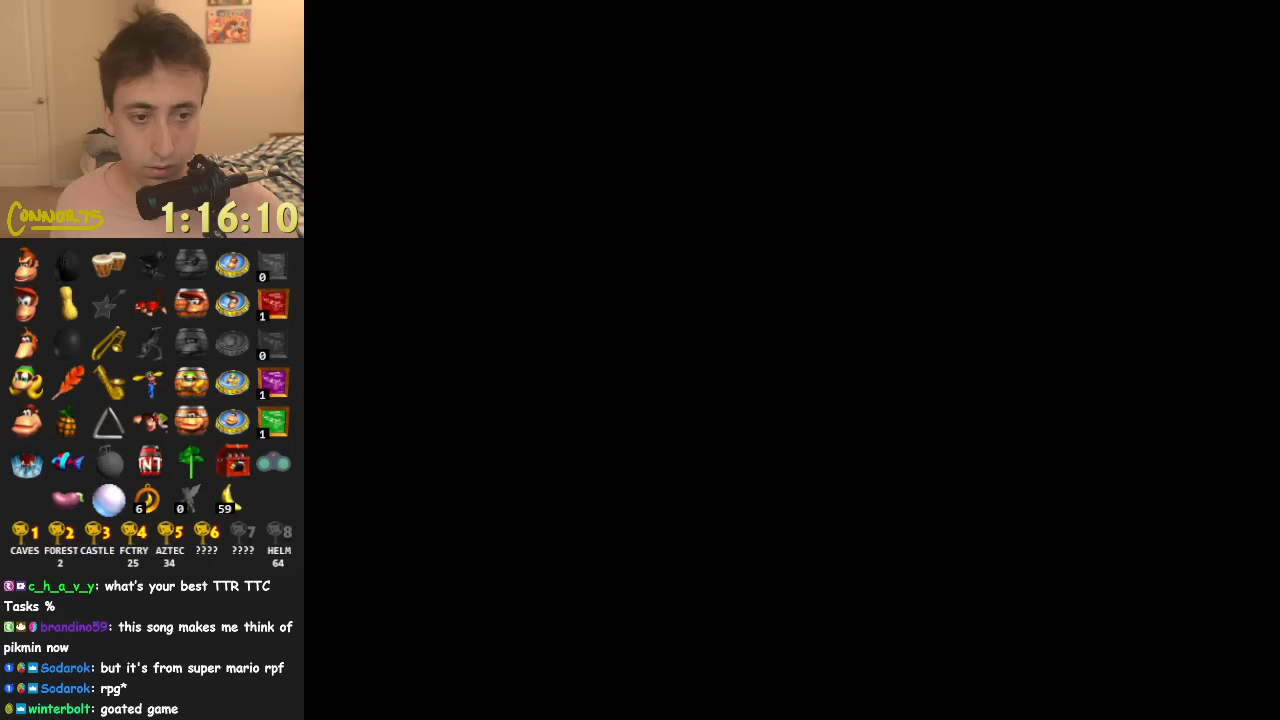 CONNOR75
1:16:10
0
1
0
1
1
NT
6
0
59
1 2 3 4 5 6 7 8
CAVES FOREST CASTLE FCTRY AZTEC ???? ???? HELM
2 25 34 64
c_h_a_v_y: what's your best TTR TTC
Tasks %
brandino59: this song makes me think of
pikmin now
Sodarok: but it's from super mario rpf
Sodarok: rpg*
winterbolt: goated game